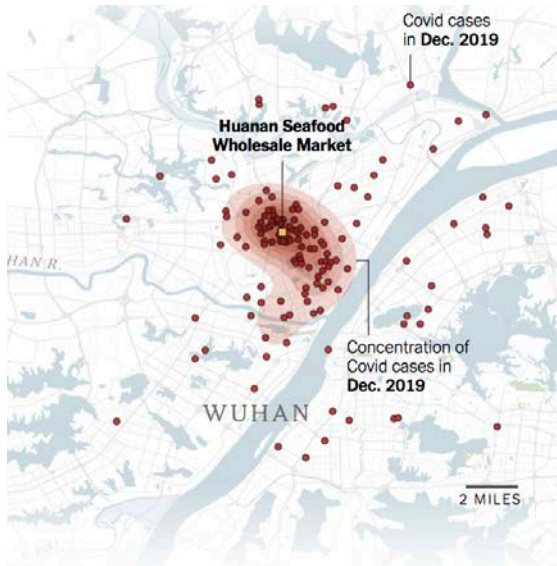 Covid cases
in Dec. 2019
Huanan Seafood
Wholesale Market
HAN R.
Concentration of
Covid cases in
Dec. 2019
WUHAN
2 MILES